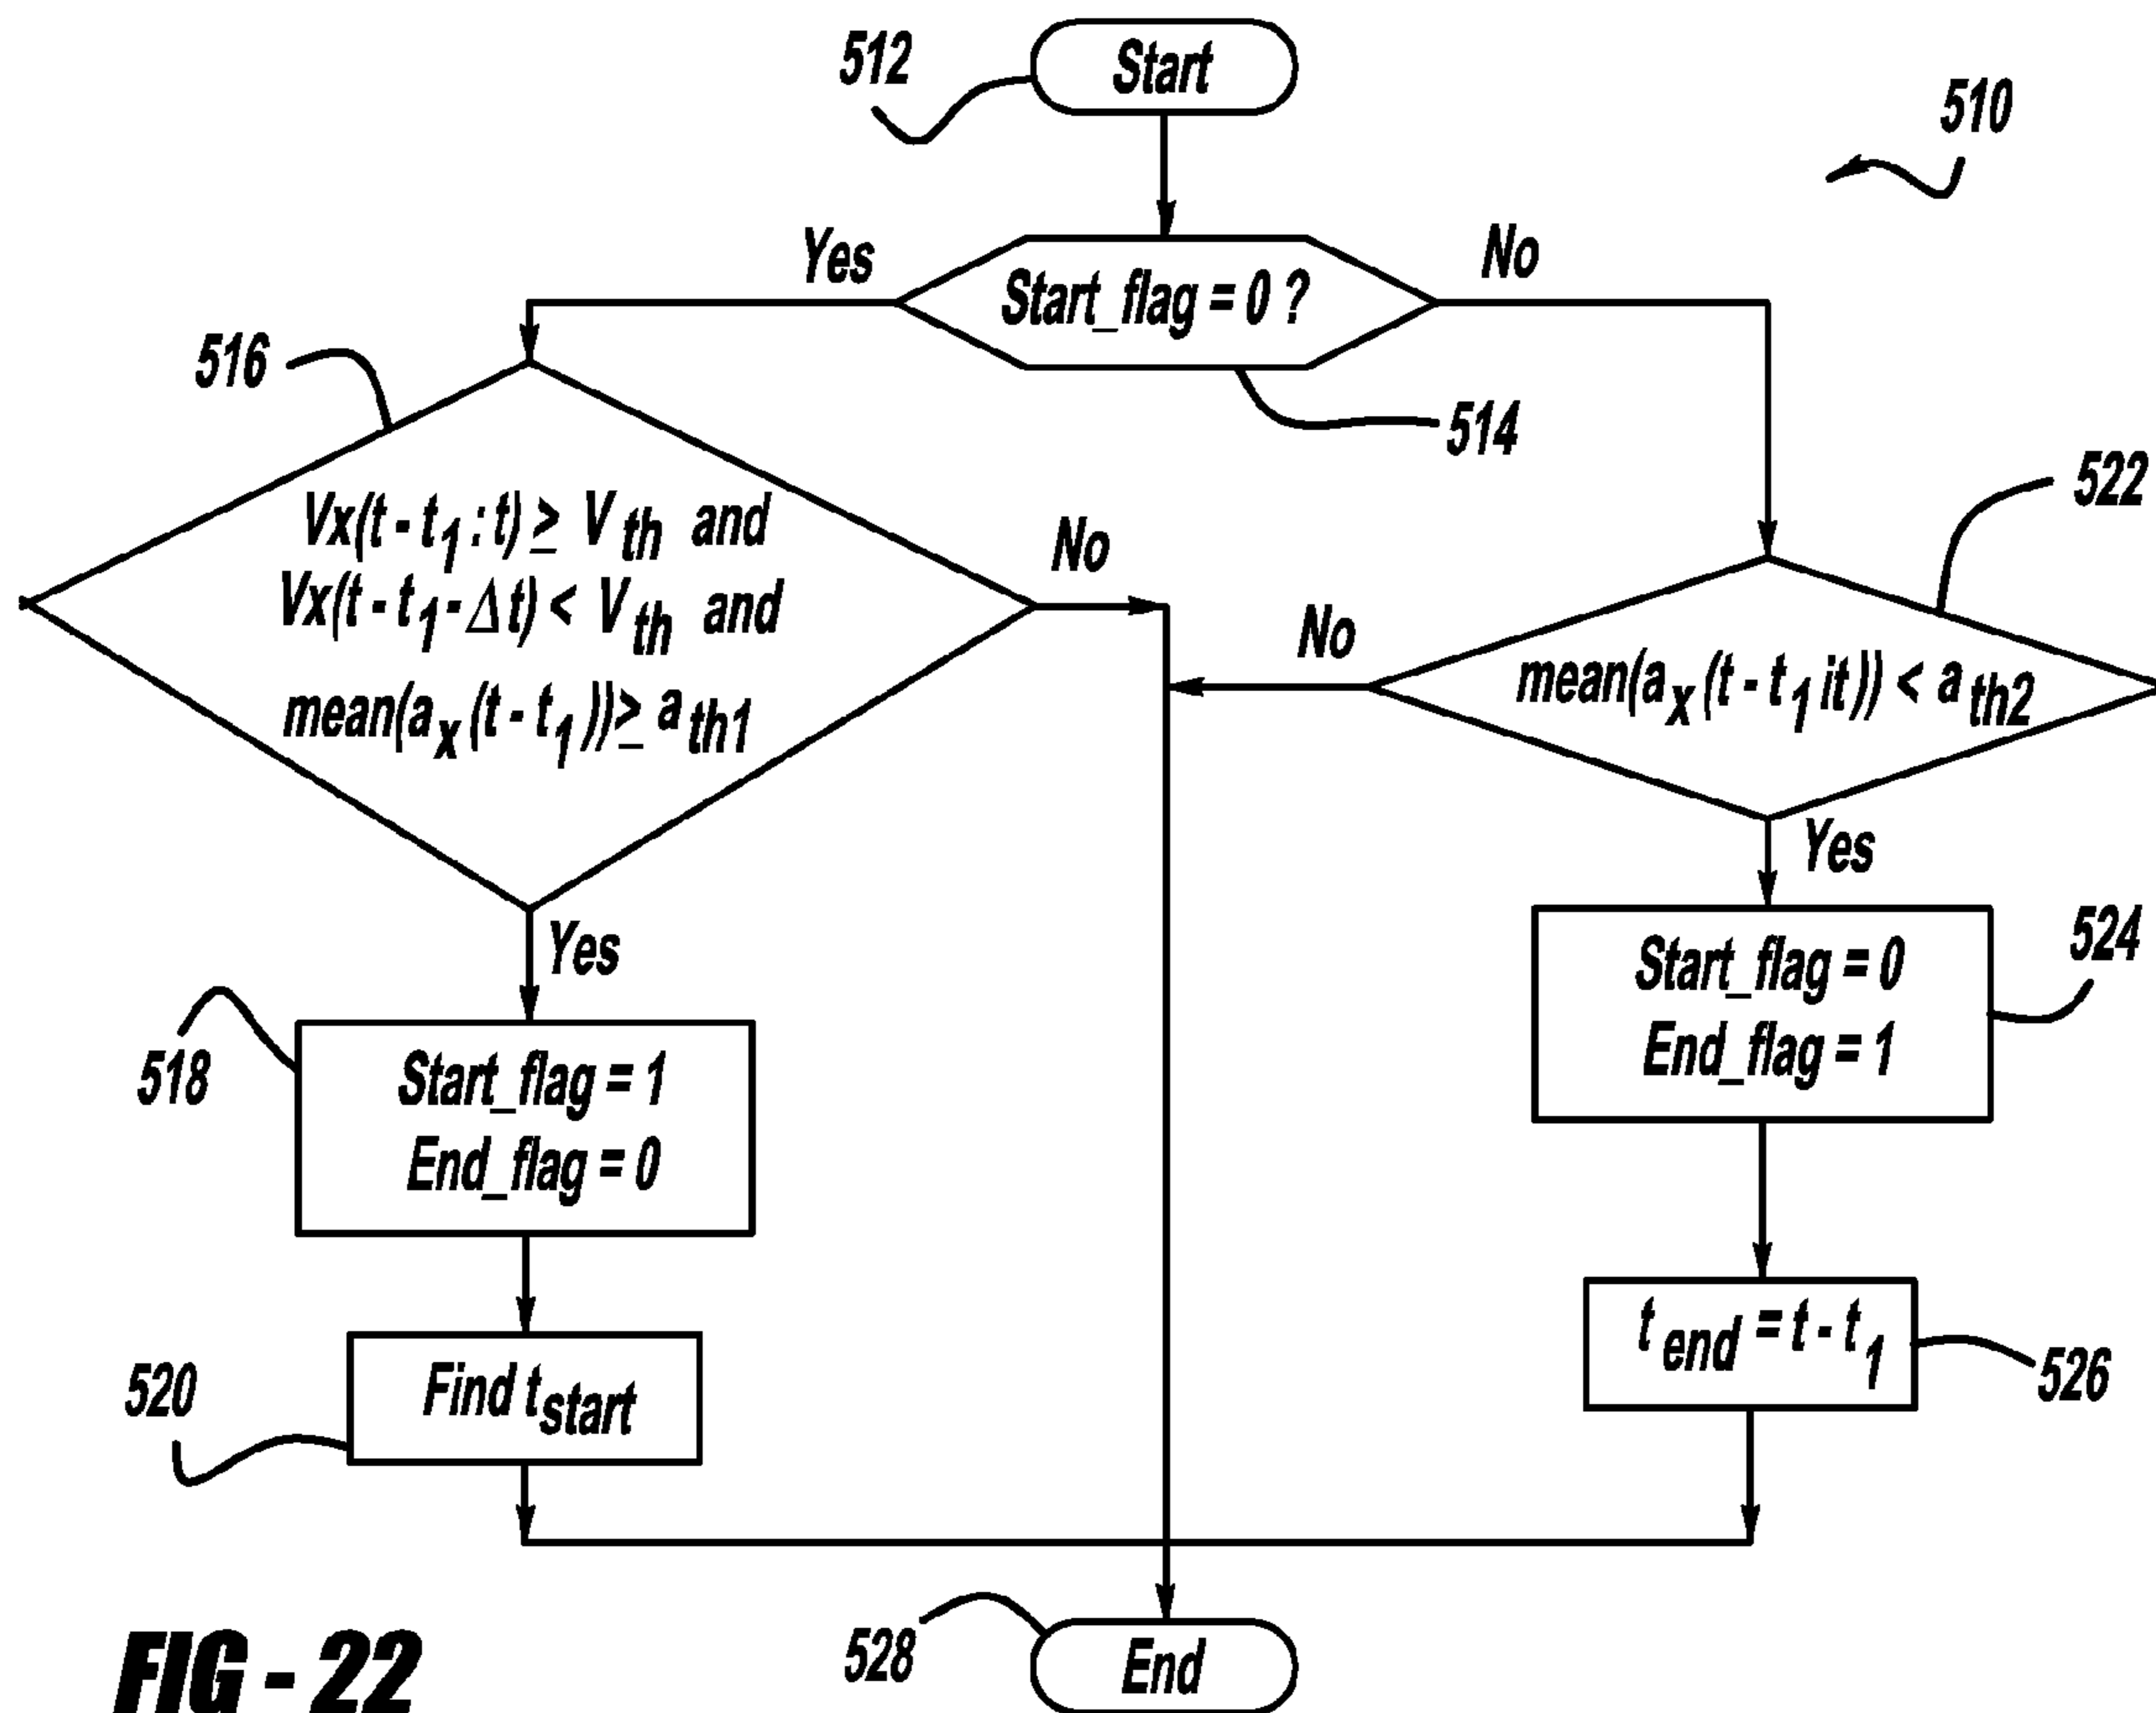 512
Start
510
Yes
Start_flag = 0 ?
No
514
516
Vx(t - t1 : t) ≥ Vth and
Vx(t - t1 - Δt) < Vth and
mean(ax (t - t1 )) ≥ ath1
No
522
No
mean(ax (t - t1 it)) < ath2
Yes
Yes
518
Start_flag = 1
End_flag = 0
524
Start_flag = 0
End_flag = 1
520
Find tstart
tend = t - t1
526
528
End
FIG - 22